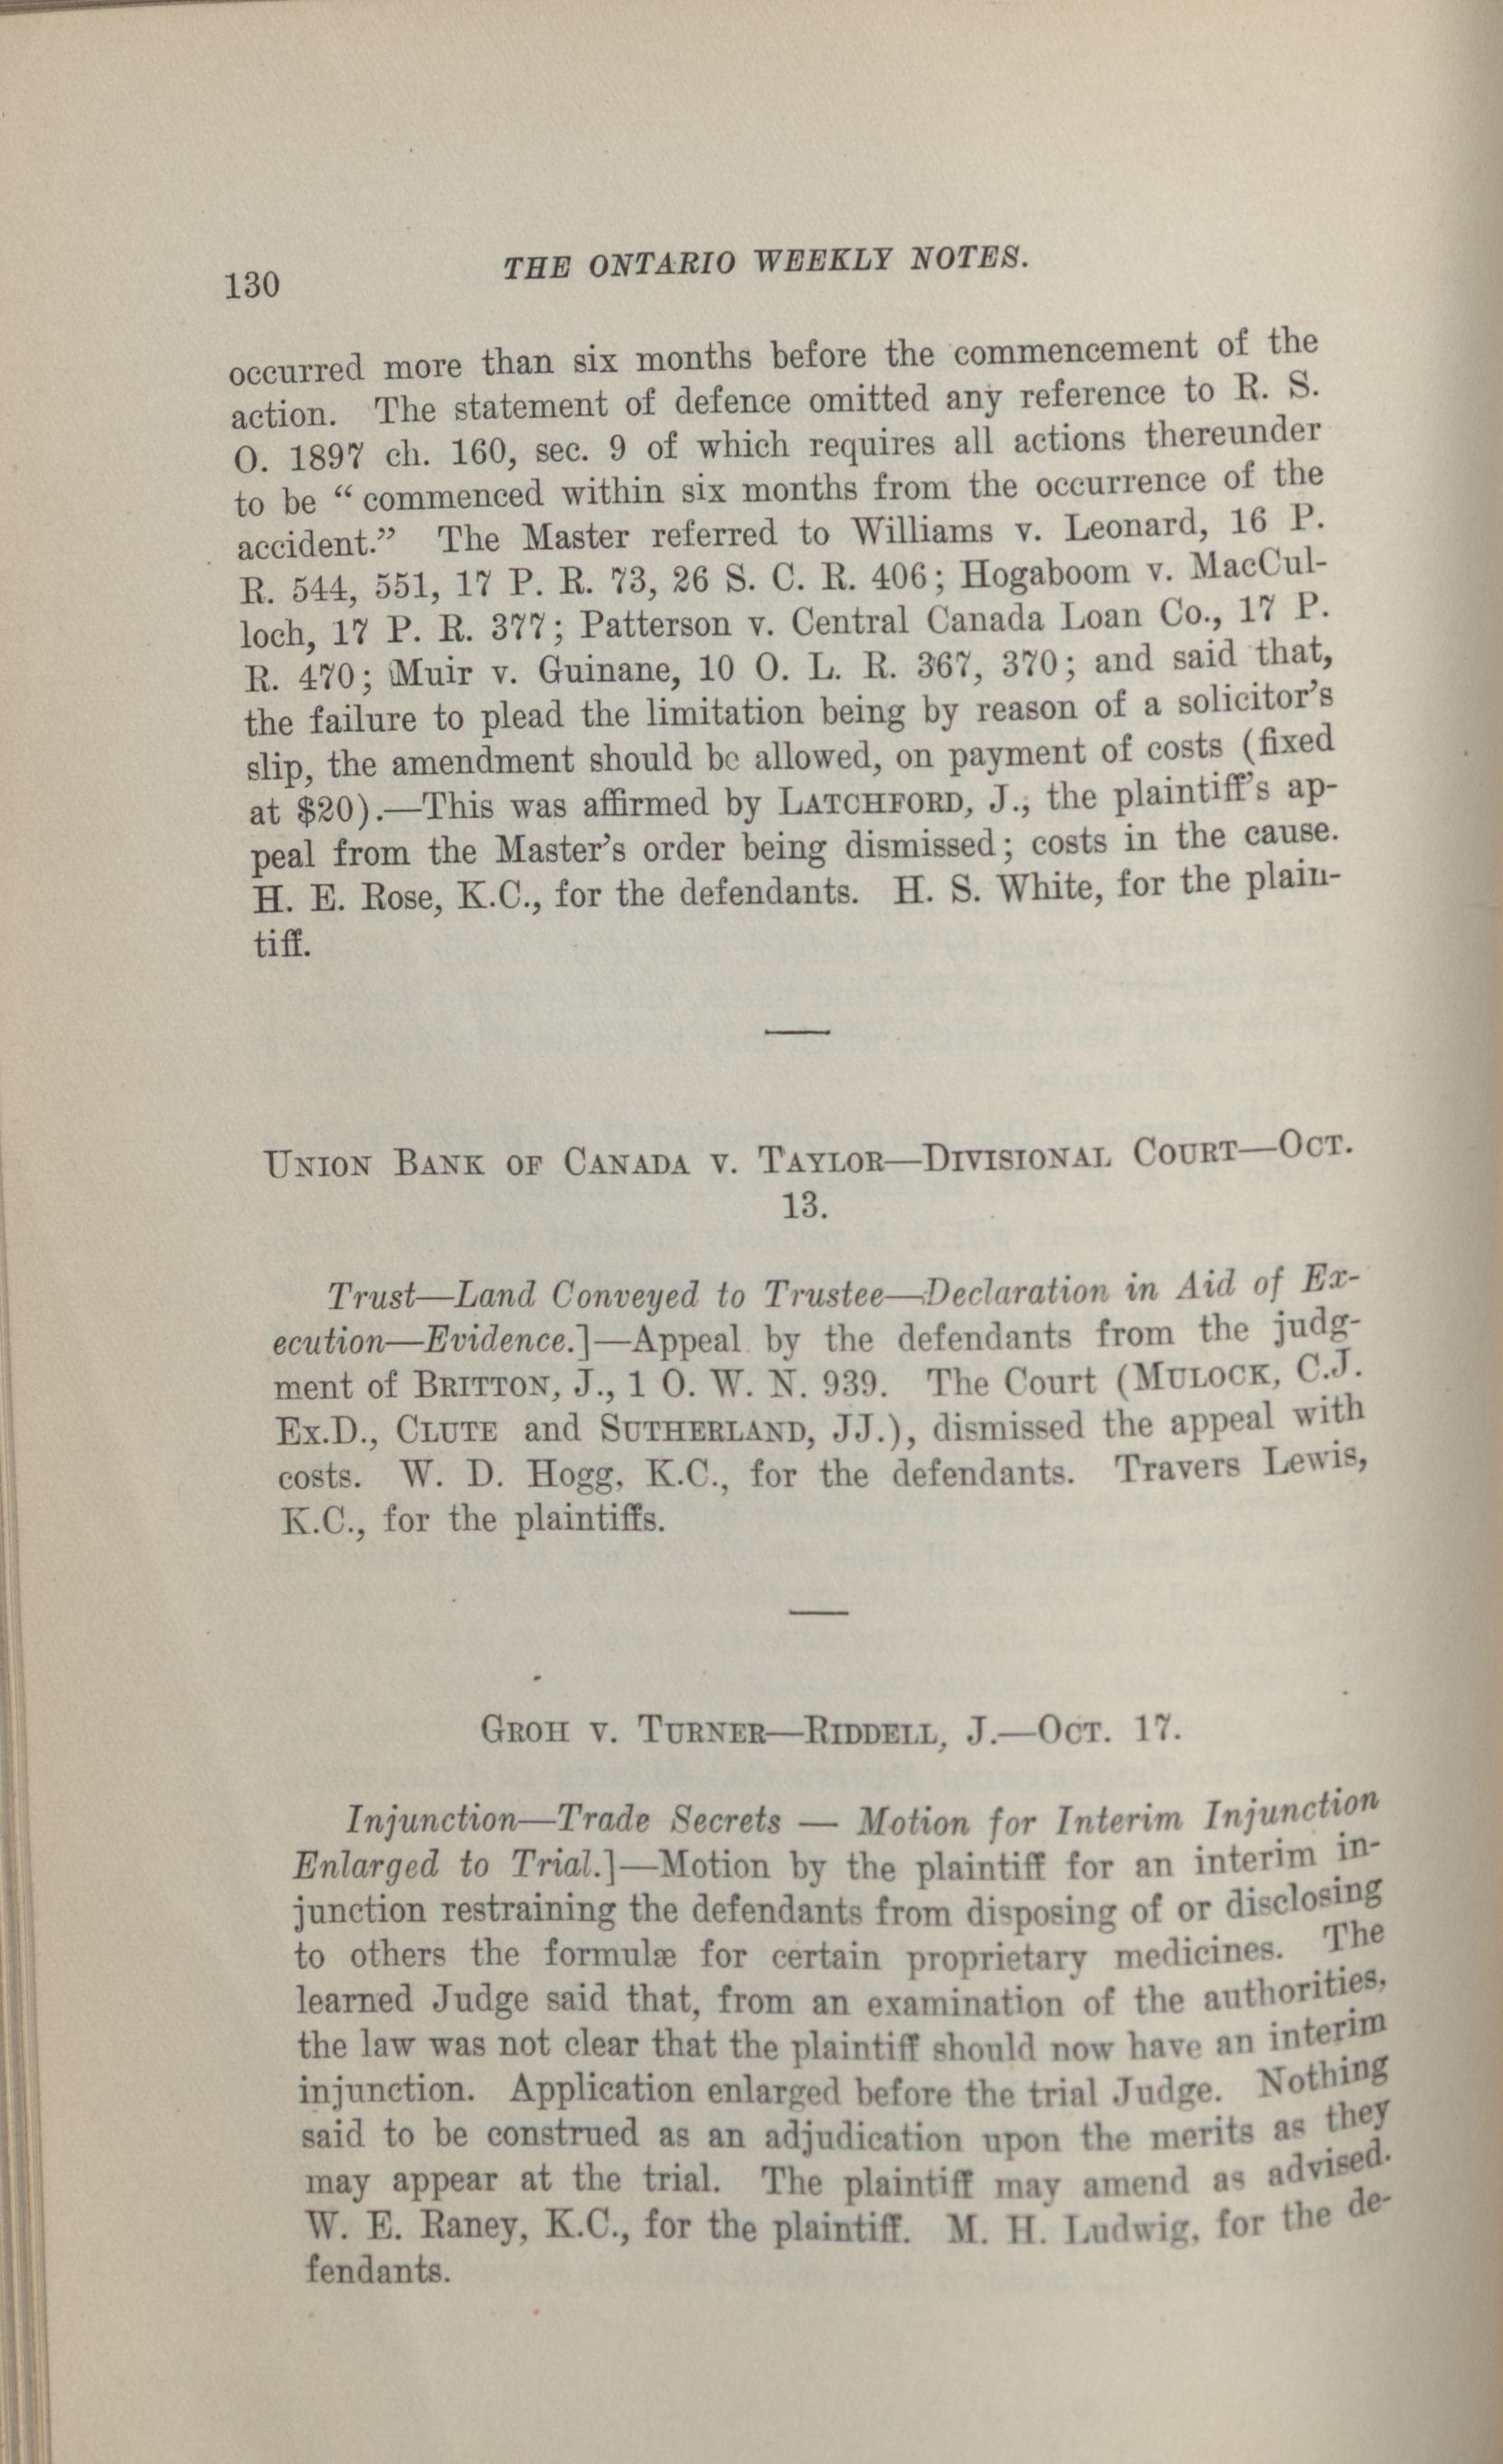 130
THE ONTARIO WEEKLY NOTES.
occurred more than six months before the commencement of the
action. The statement of defence omitted any reference to R. S.
O. 1897 ch. 160, sec. 9 of which requires all actions thereunder
to be “commenced within six months from the occurrence of the
accident.” The Master referred to Williams v. Leonard, 16 P.
R. 544, 551, 17 P. R. 73, 26 S. C. R. 406; Hogaboom v. MacCul-
loch, 17 P. R. 377; Patterson v. Central Canada Loan Co., 17 P.
R. 470; Muir v. Guinane, 10 O. L. R. 367, 370; and said that,
the failure to plead the limitation being by reason of a solicitor’s
slip, the amendment should be allowed, on payment of costs (fixed
at $20).—This was affirmed by LATCHFORD, J., the plaintiff’s ap-
peal from the Master’s order being dismissed; costs in the cause.
H. E. Rose, K.C., for the defendants. H. S. White, for the plain-
tiff.
UNION BANK OF CANADA V. TAYLOR—DIVISIONAL COURT—OCT.
13.
Trust—Land Conveyed to Trustee—Declaration in Aid of Ex-
ecution—Evidence.]—Appeal by the defendants from the judg-
ment of BRITTON, J., 1 O. W. N. 939. The Court (MULOCK, C.J.
EX.D., CLUTE and SUTHERLAND, JJ.), dismissed the appeal with
costs. W. D. Hogg, K.C., for the defendants. Travers Lewis,
K.C., for the plaintiffs.
GROH V. TURNER—RIDDELL, J.—OCT. 17.
Injunction—Trade Secrets — Motion for Interim Injunction
Enlarged to Trial.]—Motion by the plaintiff for an interim in-
junction restraining the defendants from disposing of or disclosing
to others the formulæ for certain proprietary medicines. The
learned Judge said that, from an examination of the authorities,
the law was not clear that the plaintiff should now have an interim
injunction. Application enlarged before the trial Judge. Nothing
said to be construed as an adjudication upon the merits as they
may appear at the trial. The plaintiff may amend as advised.
W. E. Raney, K.C., for the plaintiff. M. H. Ludwig, for the de-
fendants.